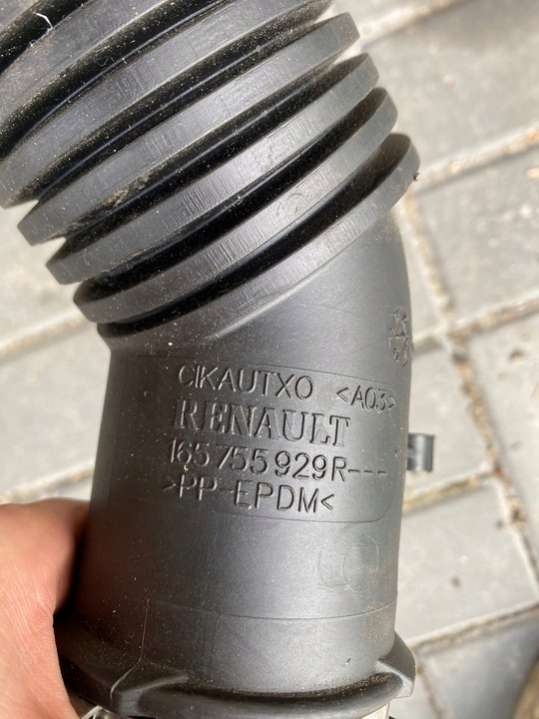 CIKAUTXO <A03>
RENAULT
165755929R---
>PP-EPDM<